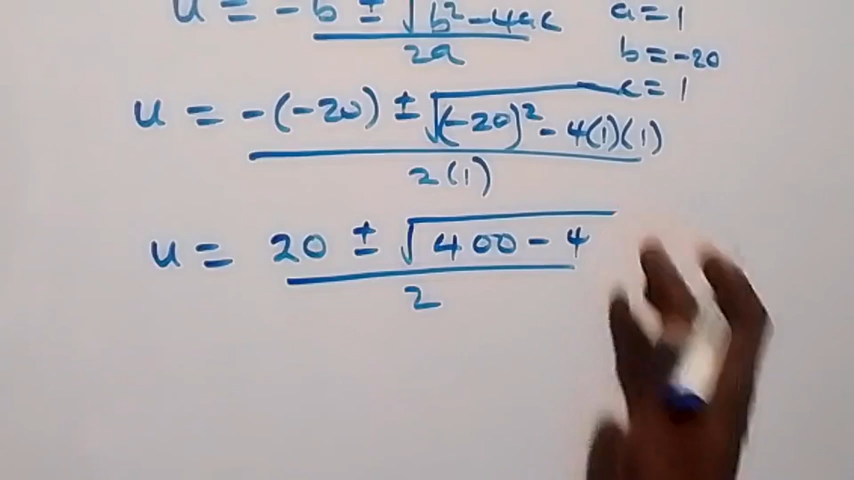 u = -b ± √b² - 4ac a = 1
2a b = -20
c = 1
u = -(-20) ± √(-20)² - 4(1)(1)
2(1)
u = 20 ± √400 - 4
2